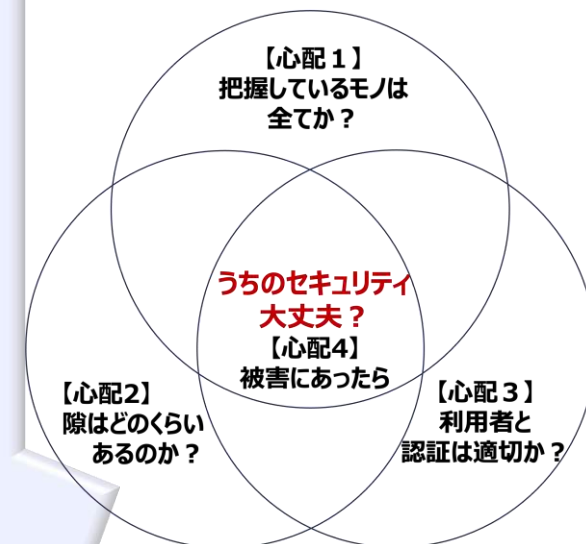 【心配１】
把握しているモノは
全てか？
うちのセキュリティ
大丈夫？
【心配4】
被害にあったら
【心配2】
隙はどのくらい
あるのか？
【心配３】
利用者と
認証は適切か？